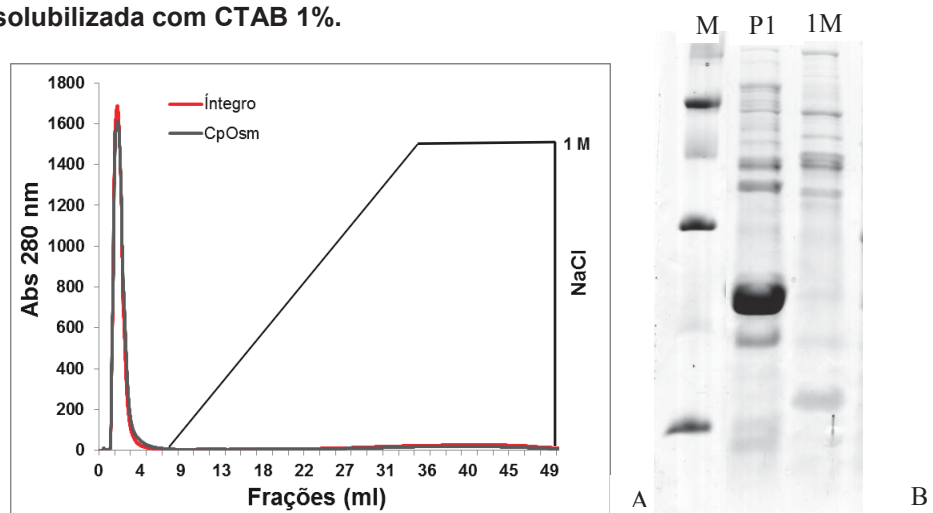 solubilizada com CTAB 1%.
M P1 1M
1800
1600
1400
1200
1000
800
600
400
200
0
Abs 280 nm
Íntegro
CpOsm
1 M
NaCl
0 4 9 13 18 22 27 31 36 40 45 49
Frações (ml)
A
B